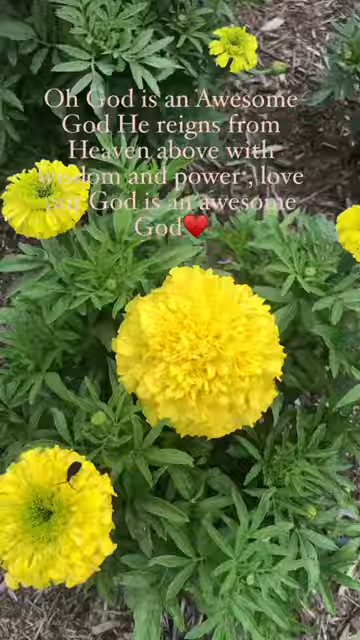 Oh God is an Awesome
God He reigns from
Heaven above with
wisdom and power , love
our God is an awesome
God♥️